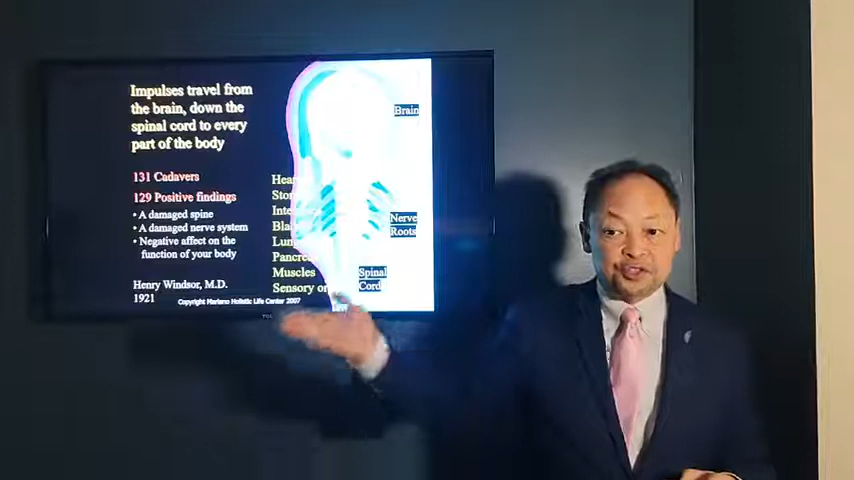 Impulses travel from
the brain, down the
spinal cord to every
part of the body
131 Cadavers
129 Positive findings
• A damaged spine
• A damaged nerve system
• Negative affect on the
function of your body
Henry Windsor, M.D.
1921
Copyright Mariano Holistic Life Center 2007
Muscles
Sensory
Brain
Nerve
Roots
Spinal
Cord